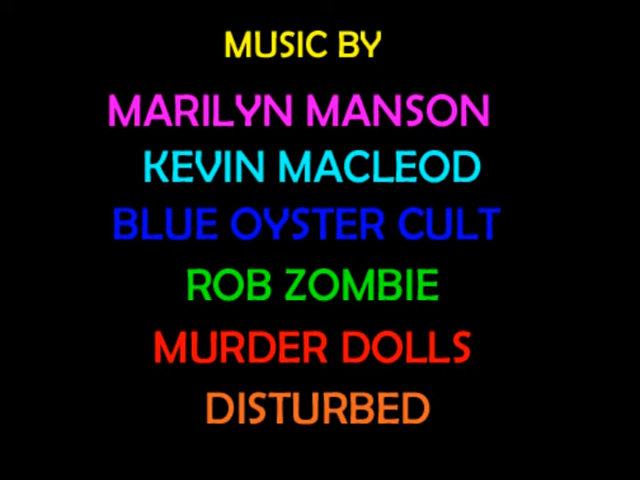 MUSIC BY
MARILYN MANSON
KEVIN MACLEOD
BLUE OYSTER CULT
ROB ZOMBIE
MURDER DOLLS
DISTURBED